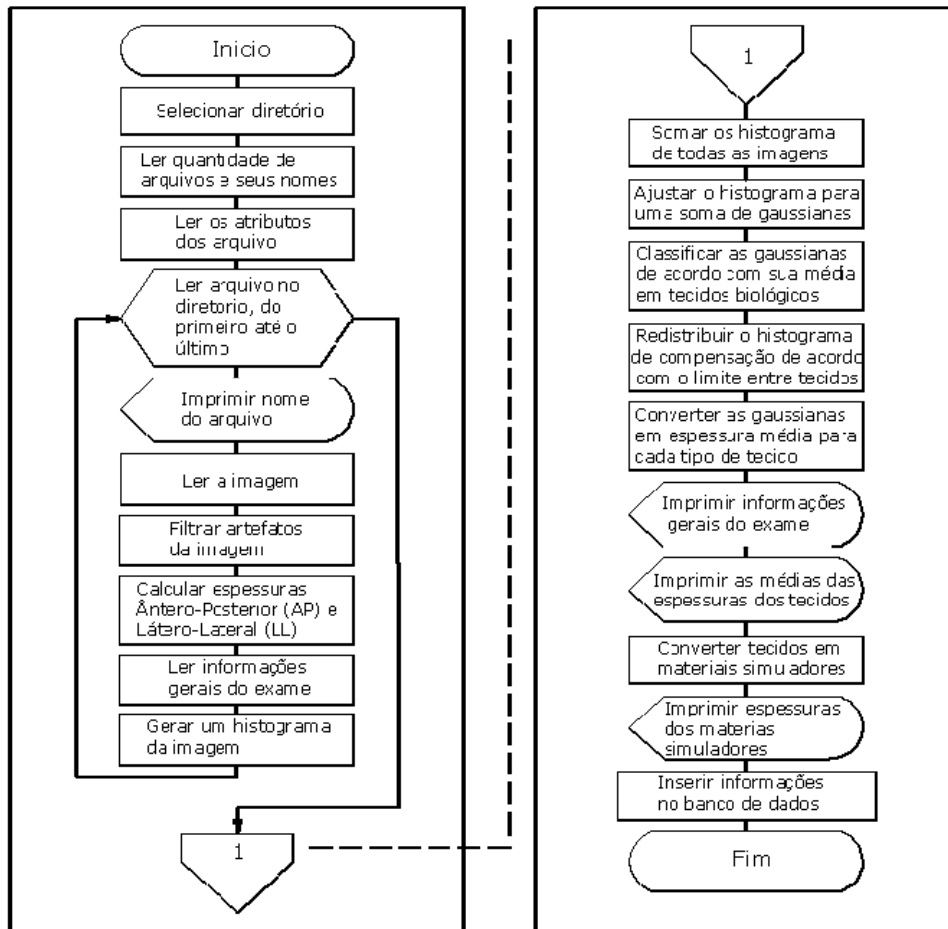 Inicio
Selecionar diretório
Ler quantidade de
arquivos e seus nomes
Ler os atributos
dos arquivo
Ler arquivo no
diretorio, do
primeiro até o
último
Imprimir nome
do arquivo
Ler a imagem
Filtrar artefatos
da imagem
Calcular espessuras
Ântero-Posterior (AP) e
Látero-Lateral (LL)
Ler informações
gerais do exame
Gerar um histograma
da imagem
1
1
Somar os histograma
de todas as imagens
Ajustar o histograma para
uma soma de gaussianas
Classificar as gaussianas
de acordo com sua média
em tecidos biológicos
Redistribuir o histograma
de compensação de acordo
com o limite entre tecidos
Converter as gaussianas
em espessura média para
cada tipo de tecico
Imprimir informações
gerais do exame
Imprimir as médias das
espessuras dos tecidos
Converter tecidos em
materiais simuladores
Imprimir espessuras
dos materias
simuladores
Inserir informações
no banco de dados
Fim